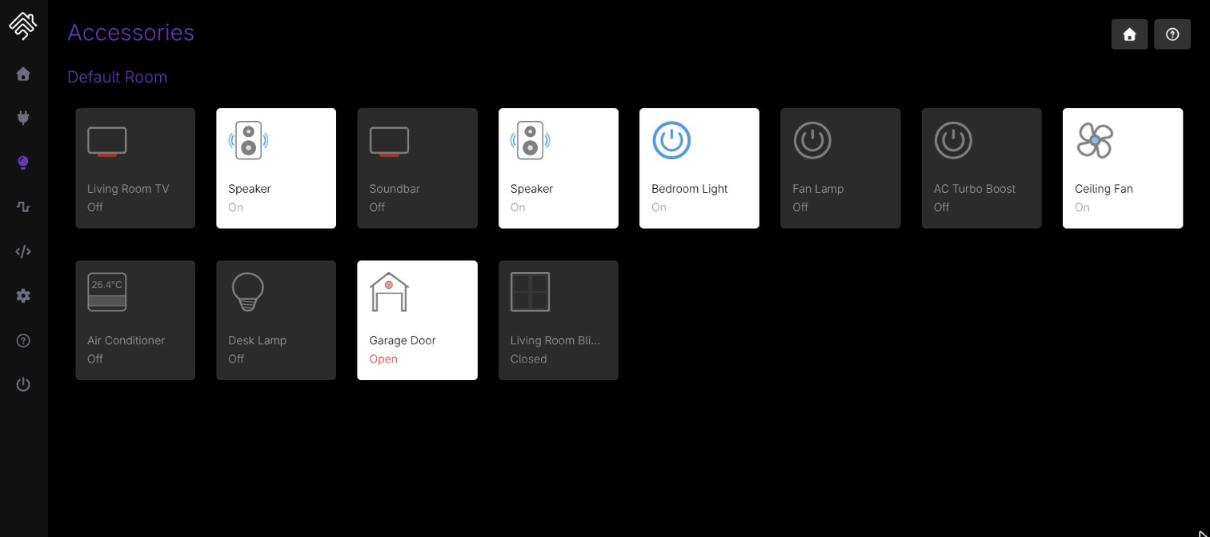 Accessories
Default Room
Living Room TV
Off
Speaker
On
Soundbar
Off
Speaker
On
Bedroom Light
On
Fan Lamp
Off
AC Turbo Boost
Off
Ceiling Fan
On
26.4°C
Air Conditioner
Off
Desk Lamp
Off
Garage Door
Open
Living Room Bli...
Closed